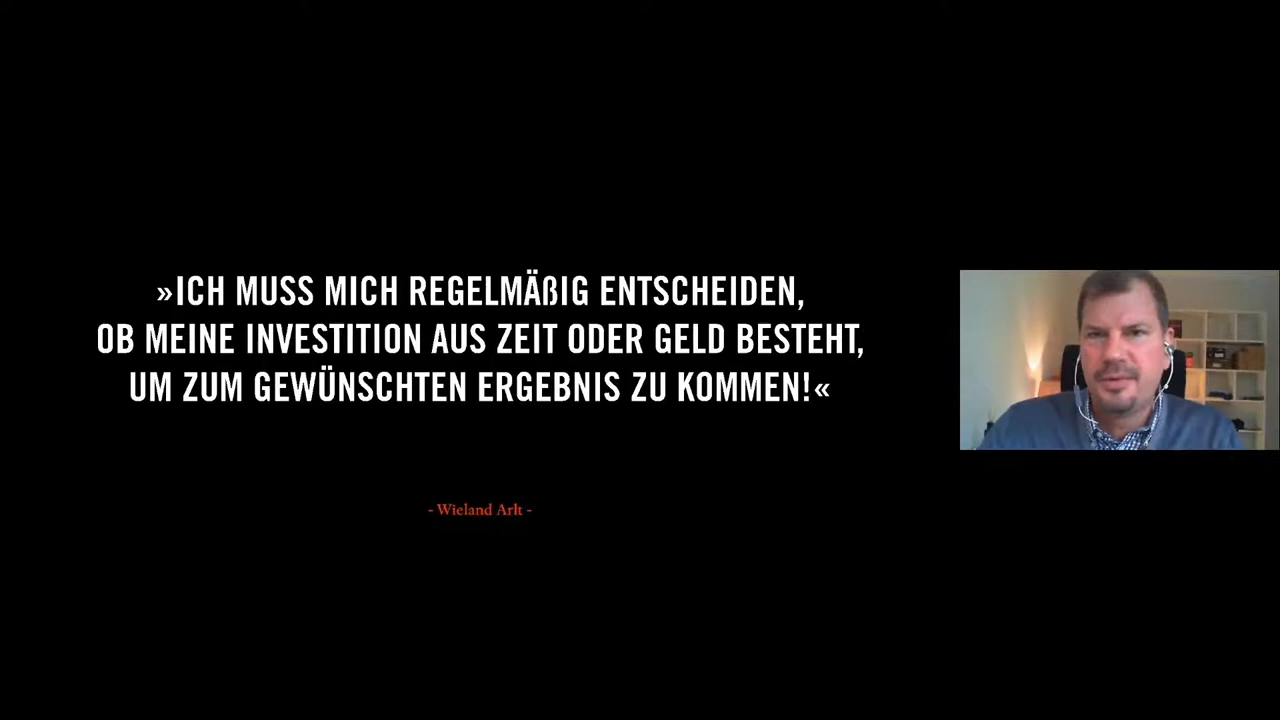 »ICH MUSS MICH REGELMÄßIG ENTSCHEIDEN,
OB MEINE INVESTITION AUS ZEIT ODER GELD BESTEHT,
UM ZUM GEWÜNSCHTEN ERGEBNIS ZU KOMMEN!«
- Wieland Arlt -